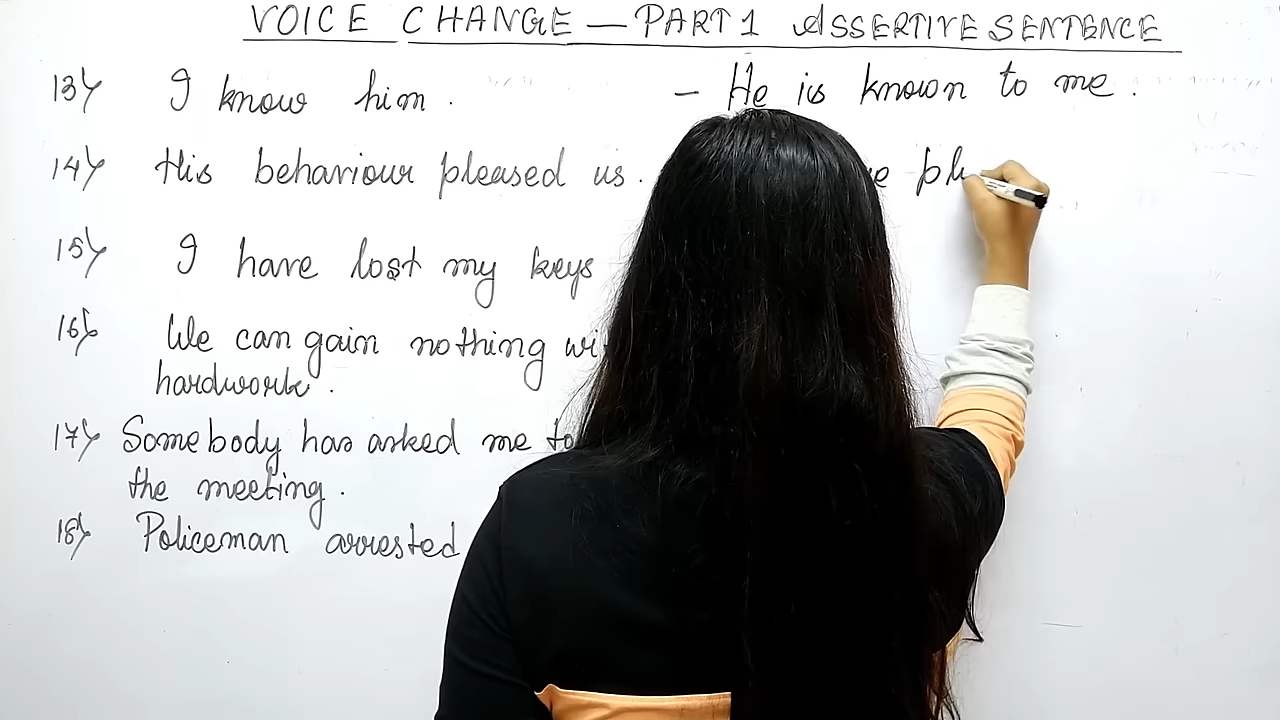 VOICE CHANGE — PART 1 ASSERTIVE SENTENCE
13) I know him. - He is known to me.
14) His behaviour pleased us.
15) I have lost my keys
16) We can gain nothing
hardwork.
17) Somebody has asked me to
the meeting.
18) Policeman arrested